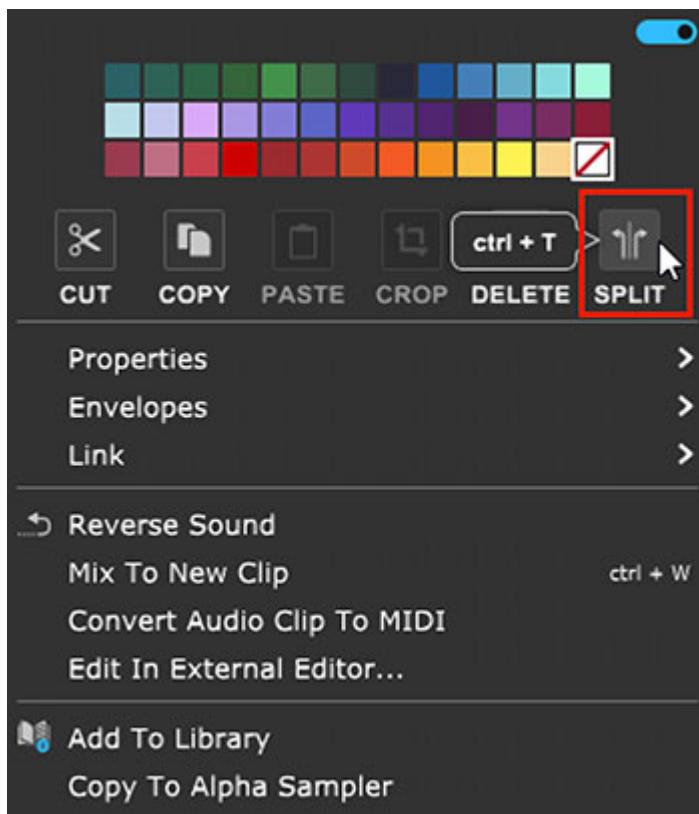 ctrl + T
CUT COPY PASTE CROP DELETE SPLIT
Properties
Envelopes
Link
Reverse Sound
Mix To New Clip ctrl + W
Convert Audio Clip To MIDI
Edit In External Editor...
Add To Library
Copy To Alpha Sampler